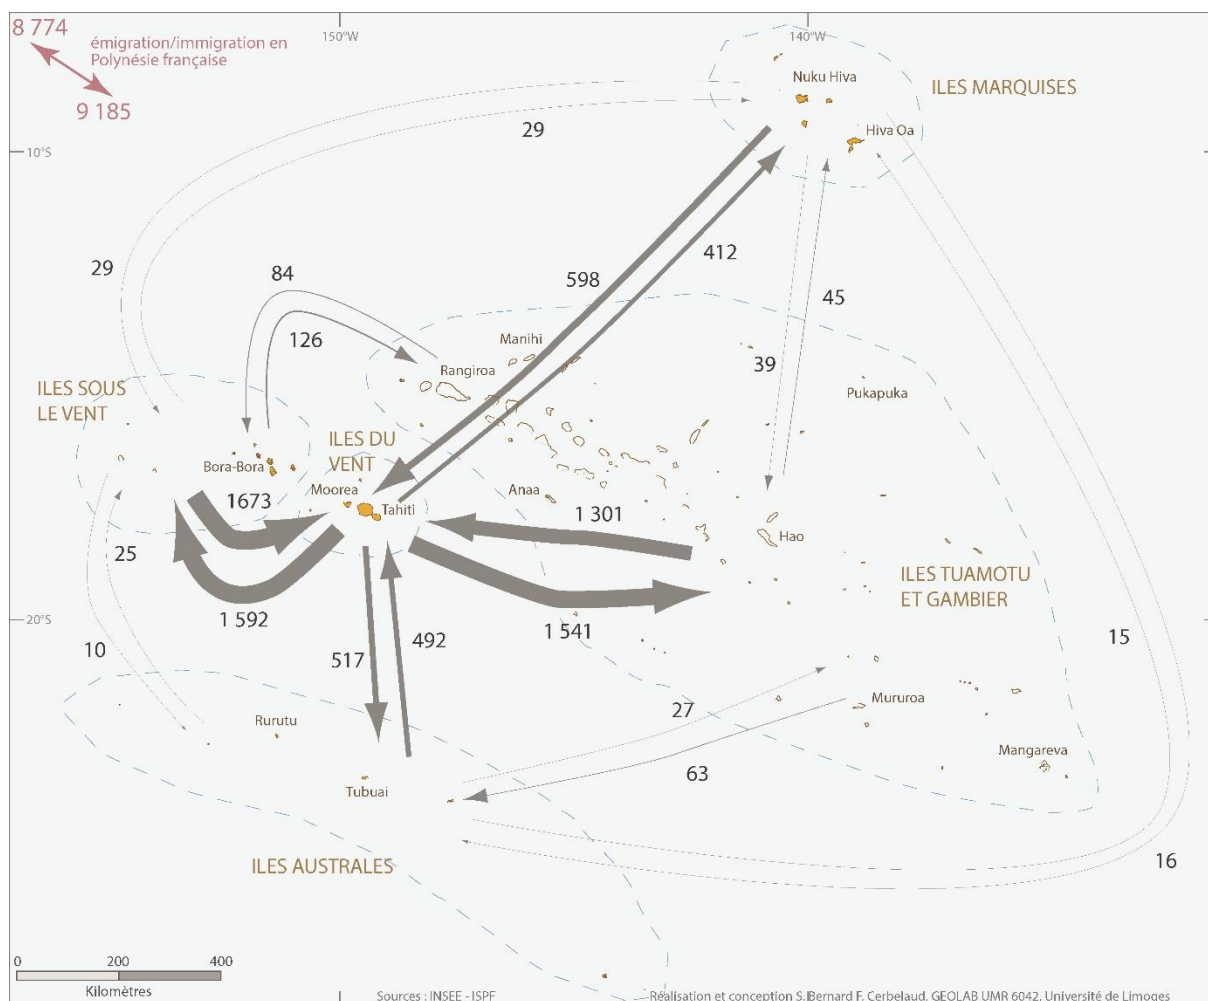 8 774
émigration/immigration en
Polynésie française
9 185
150°W
140°W
Nuku Hiva
ILES MARQUISES
Hiva Oa
29
10°S
412
598
29
84
45
126
Manihi
39
Rangiroa
Pukapuka
ILES SOUS
LE VENT
ILES DU
VENT
Bora-Bora
Moorea
Anaa
1673
Tahiti
1 301
Hao
25
ILES TUAMOTU
ET GAMBIER
1 592
20°S
1 541
492
15
10
517
27
Mururoa
Rurutu
Mangareva
63
Tubuai
16
ILES AUSTRALES
0
200
400
Kilomètres
Sources : INSEE - ISPF
Réalisation et conception S. Bernard F. Cerbelaud. GEOLAB UMR 6042. Université de Limoges